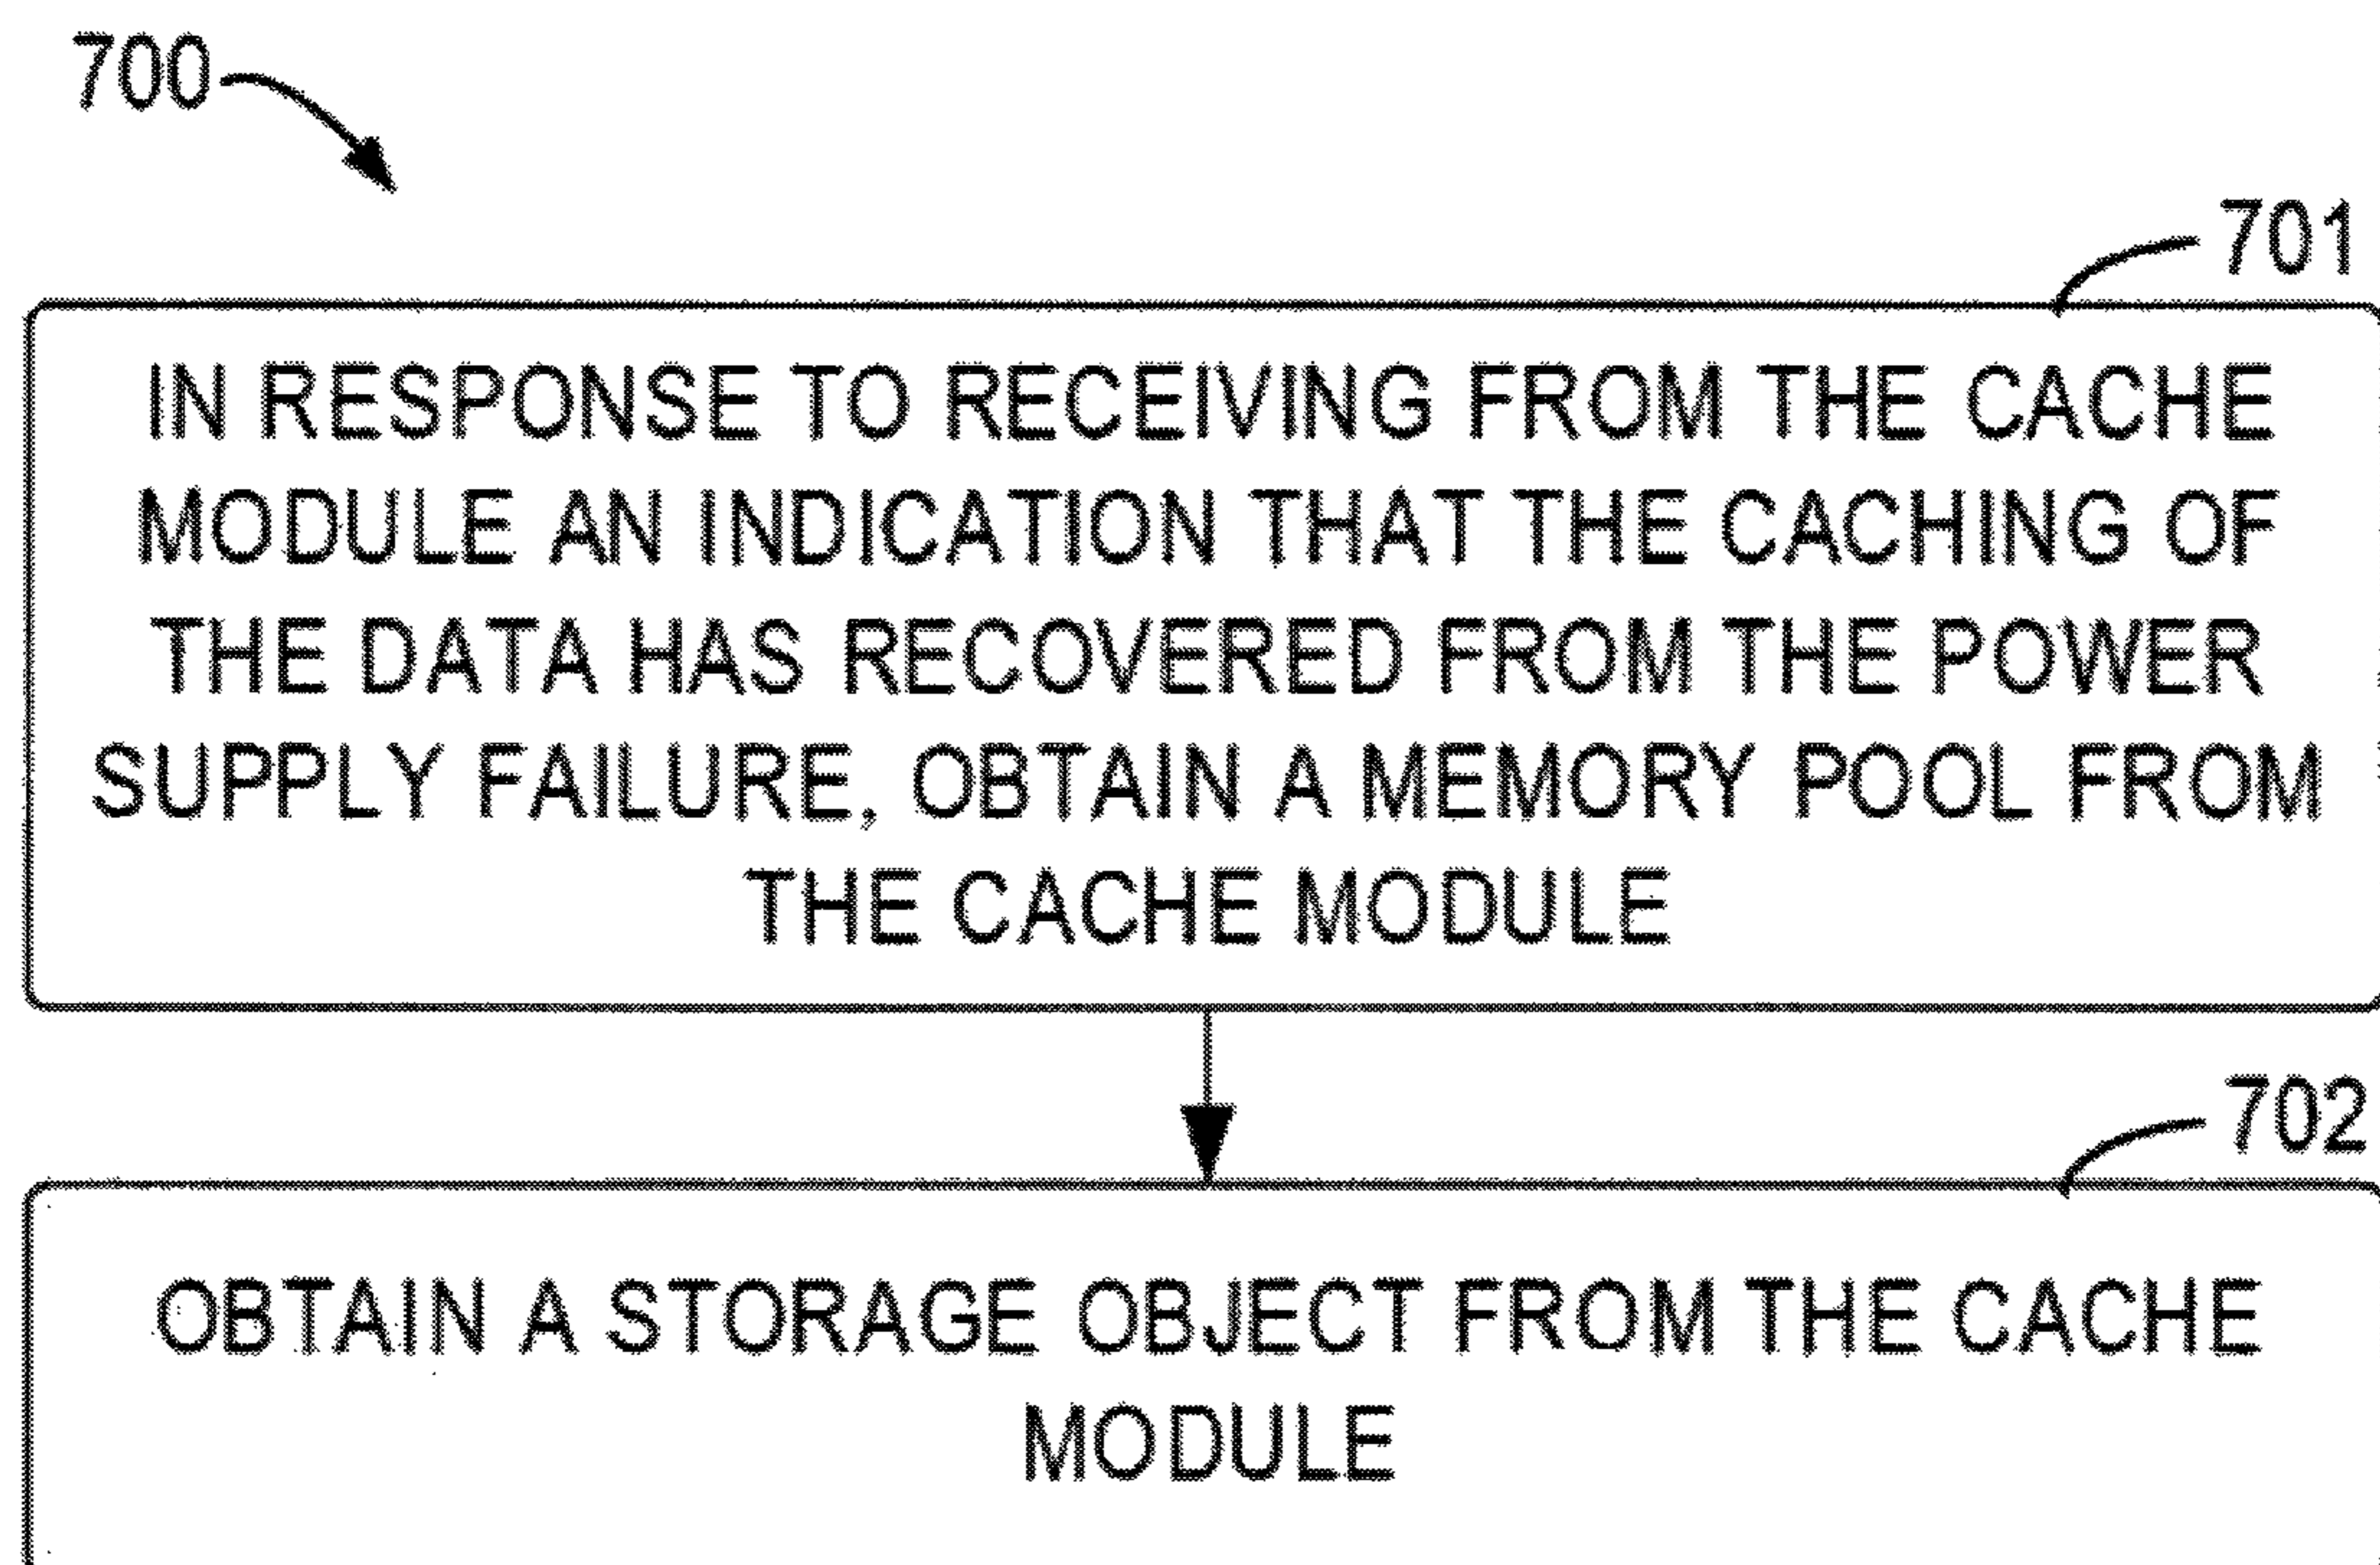 700
701
IN RESPONSE TO RECEIVING FROM THE CACHE
MODULE AN INDICATION THAT THE CACHING OF
THE DATA HAS RECOVERED FROM THE POWER
SUPPLY FAILURE, OBTAIN A MEMORY POOL FROM
THE CACHE MODULE
702
OBTAIN A STORAGE OBJECT FROM THE CACHE
MODULE